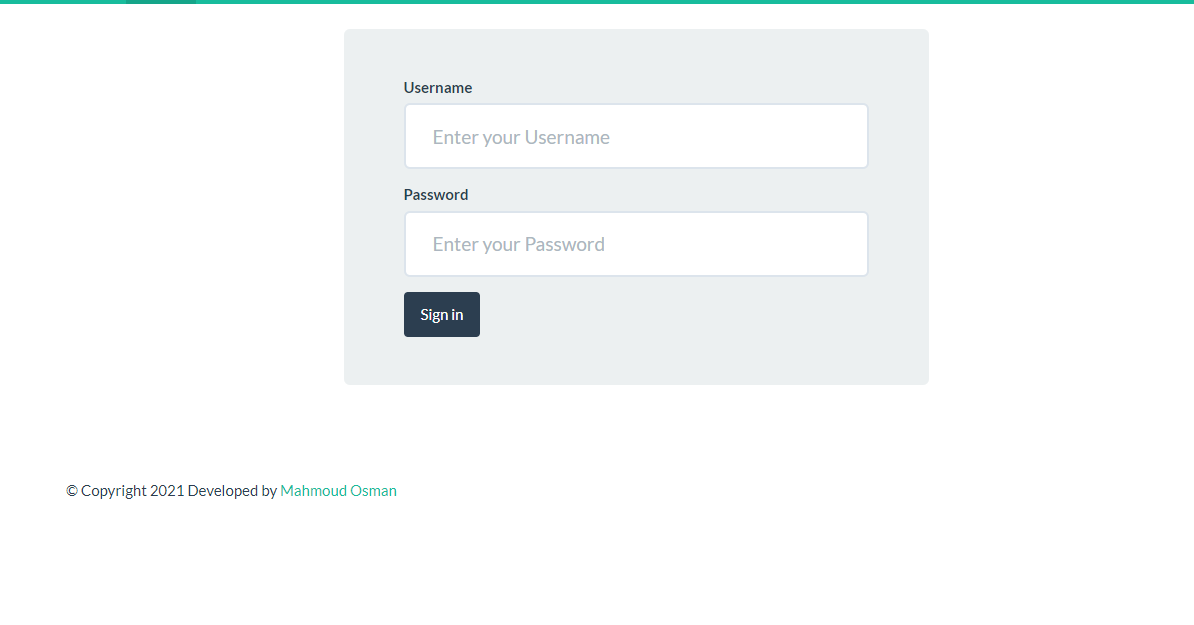 Username
Enter your Username
Password
Enter your Password
Sign in
© Copyright 2021 Developed by Mahmoud Osman